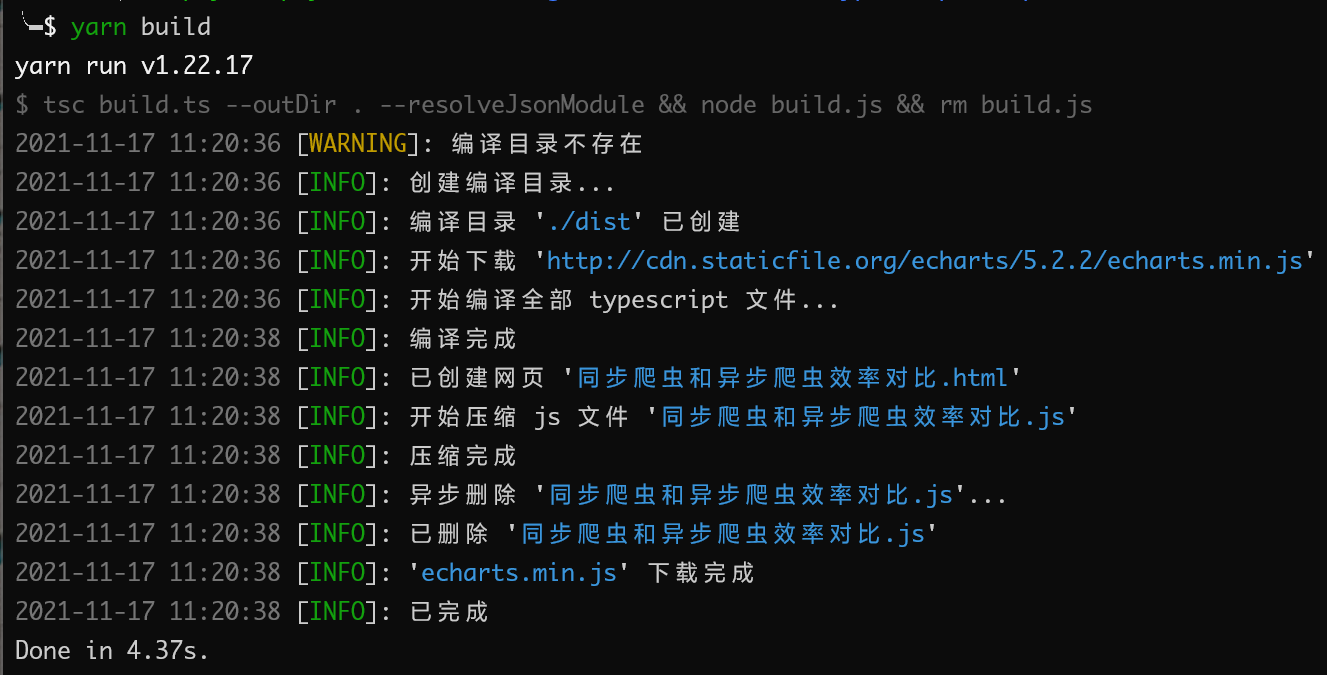 $ yarn build
yarn run v1.22.17
$ tsc build.ts --outDir . --resolveJsonModule && node build.js && rm build.js
2021-11-17 11:20:36 [WARNING]: 编译目录不存在
2021-11-17 11:20:36 [INFO]: 创建编译目录...
2021-11-17 11:20:36 [INFO]: 编译目录 './dist' 已创建
2021-11-17 11:20:36 [INFO]: 开始下载 'http://cdn.staticfile.org/echarts/5.2.2/echarts.min.js'
2021-11-17 11:20:36 [INFO]: 开始编译全部 typescript 文件...
2021-11-17 11:20:38 [INFO]: 编译完成
2021-11-17 11:20:38 [INFO]: 已创建网页 '同步爬虫和异步爬虫效率对比.html'
2021-11-17 11:20:38 [INFO]: 开始压缩 js 文件 '同步爬虫和异步爬虫效率对比.js'
2021-11-17 11:20:38 [INFO]: 压缩完成
2021-11-17 11:20:38 [INFO]: 异步删除 '同步爬虫和异步爬虫效率对比.js'...
2021-11-17 11:20:38 [INFO]: 已删除 '同步爬虫和异步爬虫效率对比.js'
2021-11-17 11:20:38 [INFO]: 'echarts.min.js' 下载完成
2021-11-17 11:20:38 [INFO]: 已完成
Done in 4.37s.